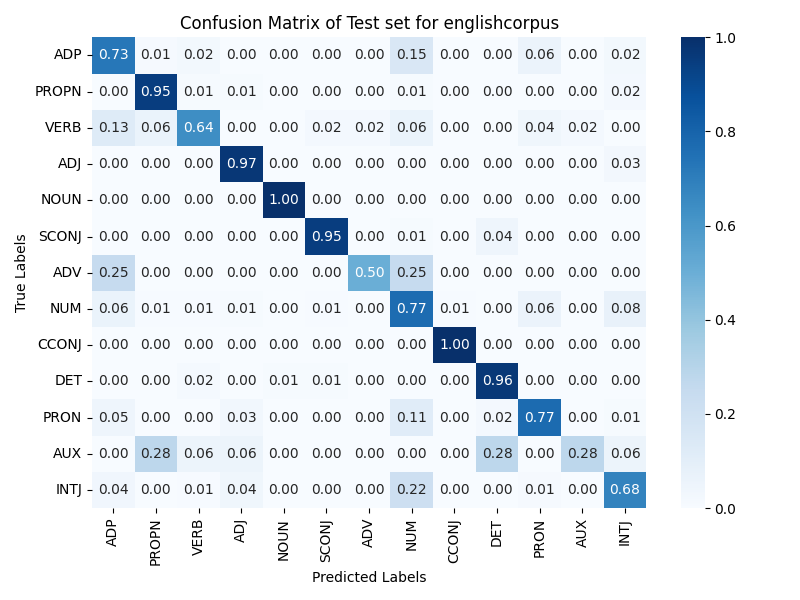 Confusion Matrix of Test set for englishcorpus
True Labels
ADP 0.73 0.01 0.02 0.00 0.00 0.00 0.00 0.15 0.00 0.00 0.06 0.00 0.02
PROPN 0.00 0.95 0.01 0.01 0.00 0.00 0.00 0.01 0.00 0.00 0.00 0.00 0.02
VERB 0.13 0.06 0.64 0.00 0.00 0.02 0.02 0.06 0.00 0.00 0.04 0.02 0.00
ADJ 0.00 0.00 0.00 0.97 0.00 0.00 0.00 0.00 0.00 0.00 0.00 0.00 0.03
NOUN 0.00 0.00 0.00 0.00 1.00 0.00 0.00 0.00 0.00 0.00 0.00 0.00 0.00
SCONJ 0.00 0.00 0.00 0.00 0.00 0.95 0.00 0.01 0.00 0.04 0.00 0.00 0.00
ADV 0.25 0.00 0.00 0.00 0.00 0.00 0.50 0.25 0.00 0.00 0.00 0.00 0.00
NUM 0.06 0.01 0.01 0.01 0.00 0.01 0.00 0.77 0.01 0.00 0.06 0.00 0.08
CCONJ 0.00 0.00 0.00 0.00 0.00 0.00 0.00 0.00 1.00 0.00 0.00 0.00 0.00
DET 0.00 0.00 0.02 0.00 0.01 0.01 0.00 0.00 0.00 0.96 0.00 0.00 0.00
PRON 0.05 0.00 0.00 0.03 0.00 0.00 0.00 0.11 0.00 0.02 0.77 0.00 0.01
AUX 0.00 0.28 0.06 0.06 0.00 0.00 0.00 0.00 0.00 0.28 0.00 0.28 0.06
INTJ 0.04 0.00 0.01 0.04 0.00 0.00 0.00 0.22 0.00 0.00 0.01 0.00 0.68
ADP PROPN VERB ADJ NOUN SCONJ ADV NUM CCONJ DET PRON AUX INTJ
Predicted Labels
1.0
0.8
0.6
0.4
0.2
0.0